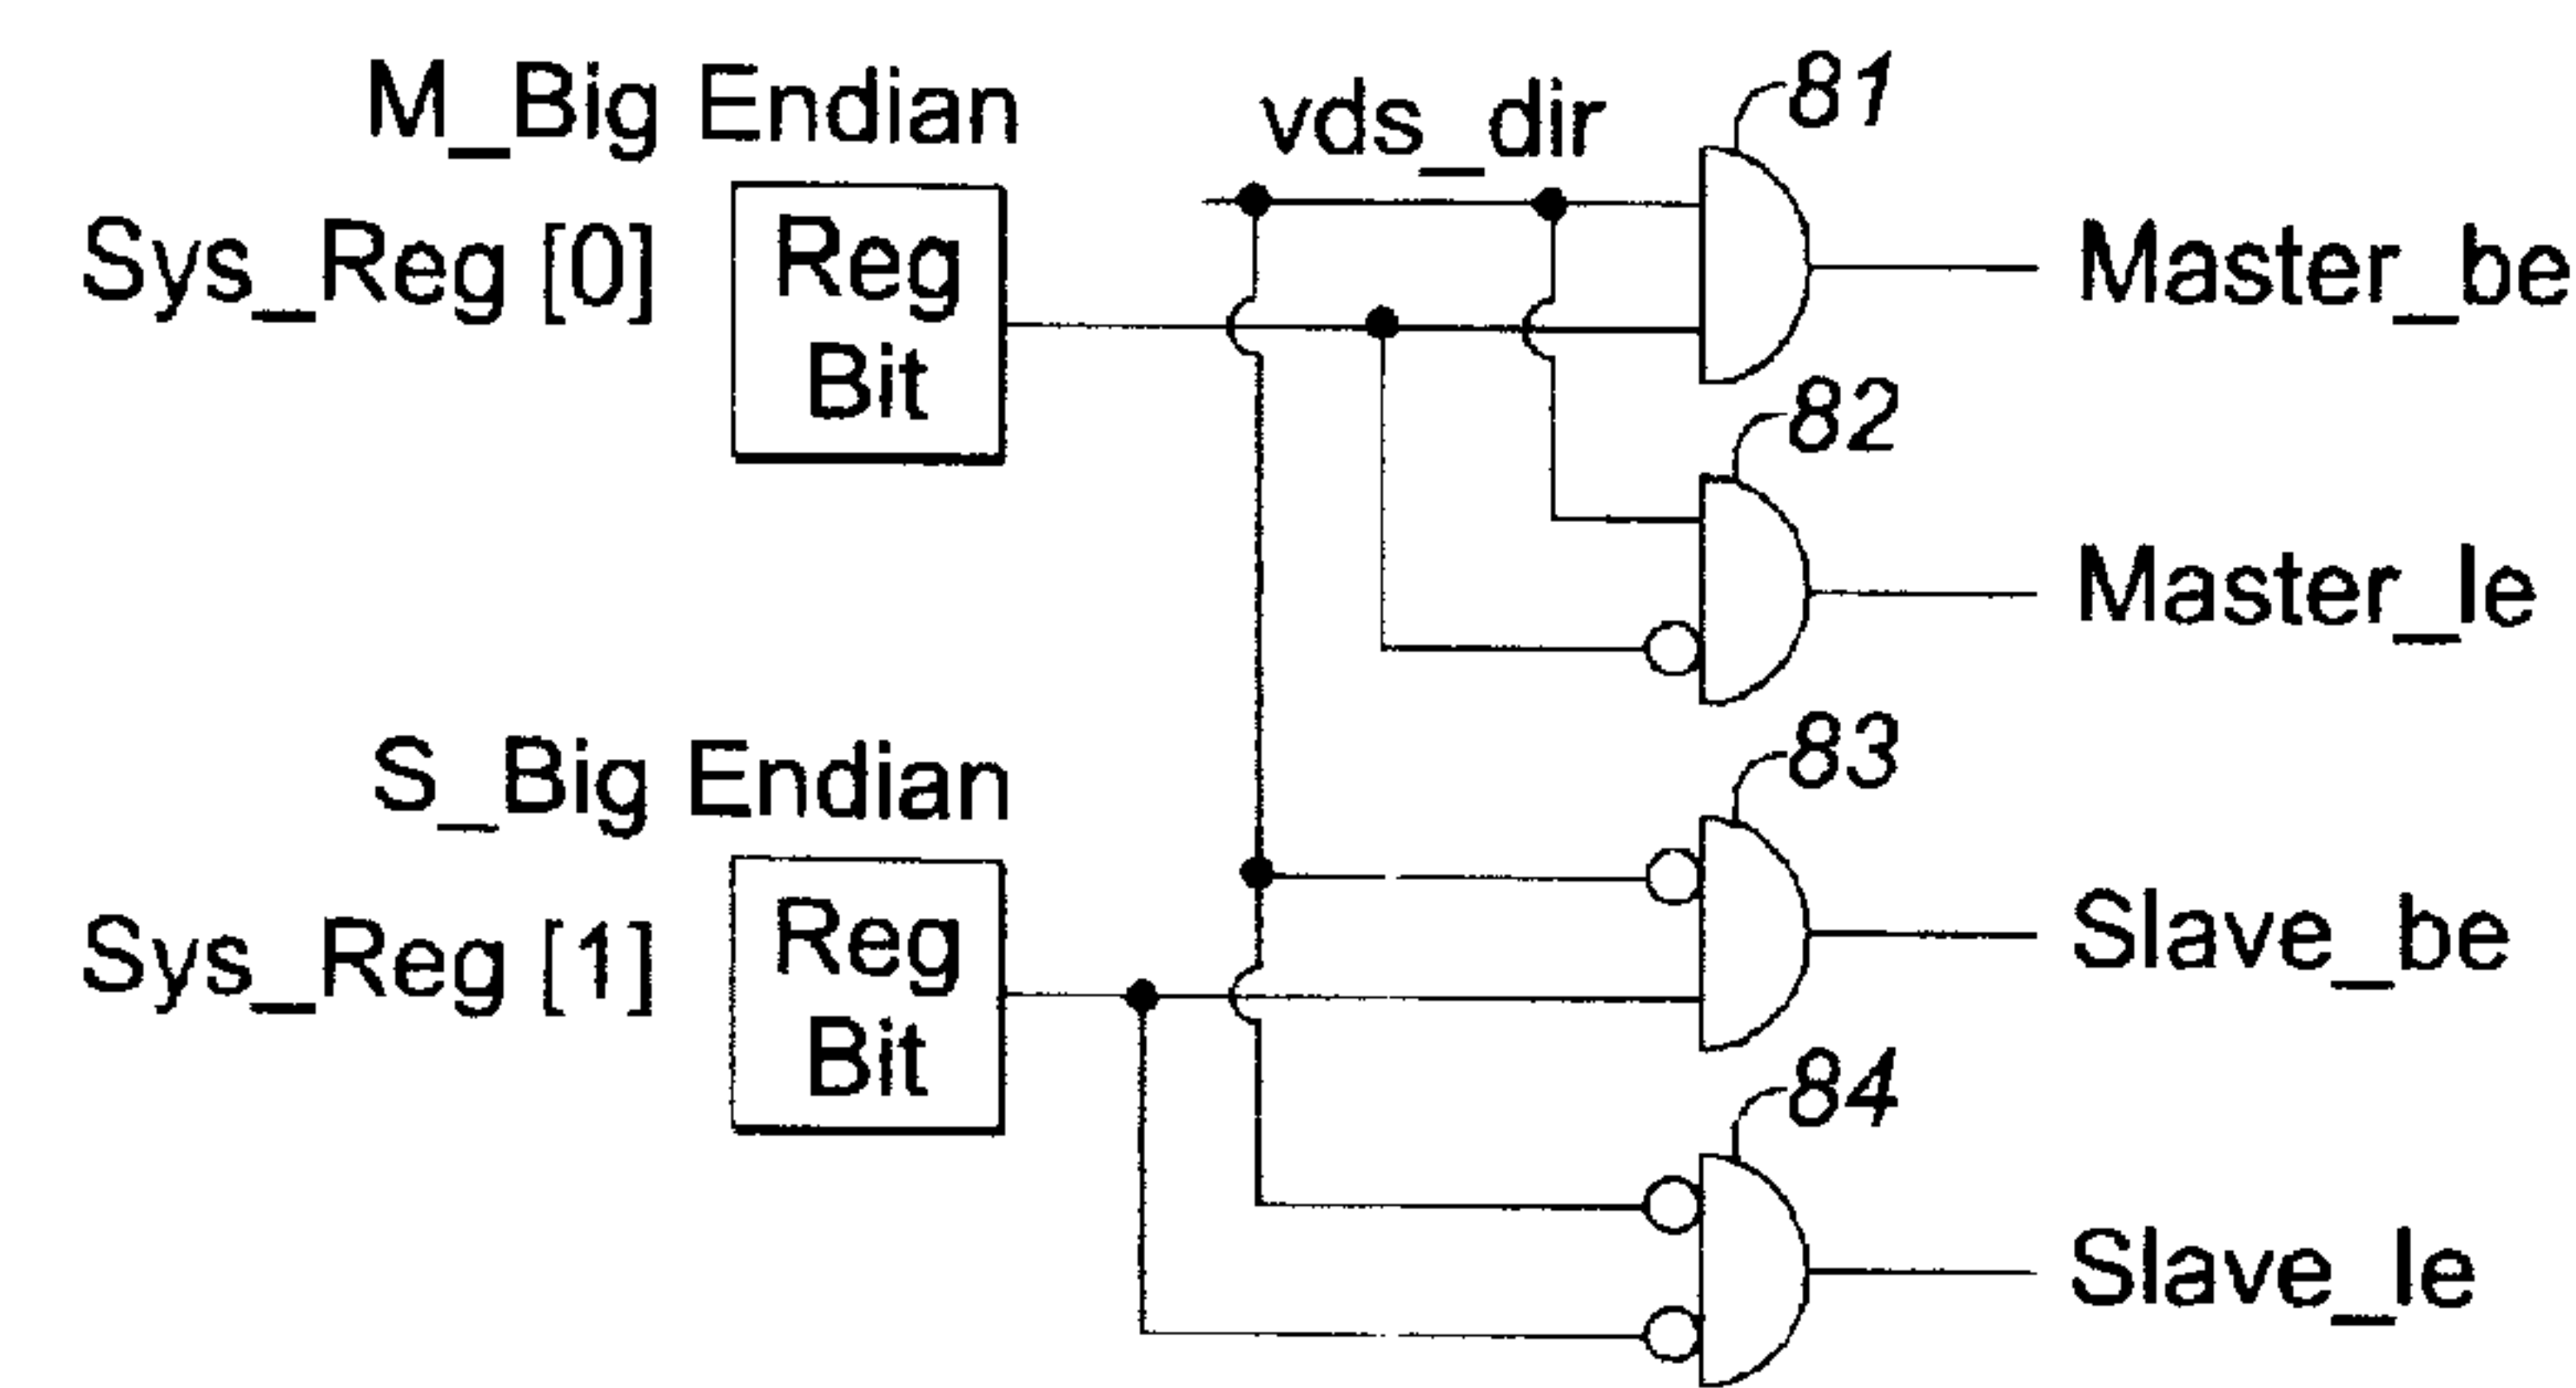 M_Big Endian
vds_dir
81
Sys_Reg [0]
Reg
Bit
Master_be
82
Master_le
S_Big Endian
83
Sys_Reg [1]
Reg
Bit
Slave_be
84
Slave_le